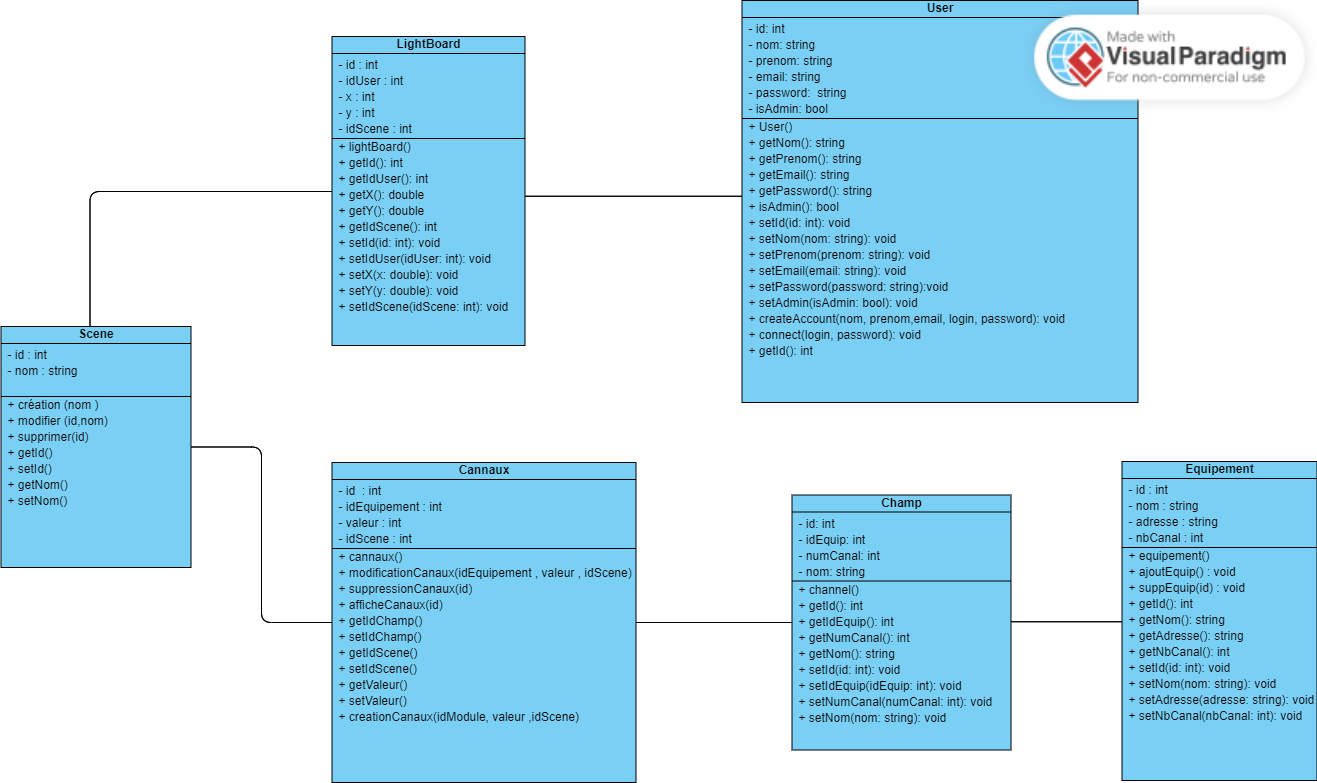 LightBoard
- id : int
- idUser : int
- x : int
- y : int
- idScene : int
+ lightBoard()
+ getId(): int
+ getIdUser(): int
+ getX(): double
+ getY(): double
+ getIdScene(): int
+ setId(id: int): void
+ setIdUser(idUser: int): void
+ setX(x: double): void
+ setY(y: double): void
+ setIdScene(idScene: int): void
User
- id: int
- nom: string
- prenom: string
- email: string
- password:  string
- isAdmin: bool
+ User()
+ getNom(): string
+ getPrenom(): string
+ getEmail(): string
+ getPassword(): string
+ isAdmin(): bool
+ setId(id: int): void
+ setNom(nom: string): void
+ setPrenom(prenom: string): void
+ setEmail(email: string): void
+ setPassword(password: string):void
+ setAdmin(isAdmin: bool): void
+ createAccount(nom, prenom,email, login, password): void
+ connect(login, password): void
+ getId(): int
Made with
VisualParadigm
For non-commercial use
Scene
- id : int
- nom : string
+ création (nom )
+ modifier (id,nom)
+ supprimer(id)
+ getId()
+ setId()
+ getNom()
+ setNom()
Cannaux
- id  : int
- idEquipement : int
- valeur : int
- idScene : int
+ cannaux()
+ modificationCanaux(idEquipement , valeur , idScene)
+ suppressionCanaux(id)
+ afficheCanaux(id)
+ getIdChamp()
+ setIdChamp()
+ getIdScene()
+ setIdScene()
+ getValeur()
+ setValeur()
+ creationCanaux(idModule, valeur ,idScene)
Champ
- id: int
- idEquip: int
- numCanal: int
- nom: string
+ channel()
+ getId(): int
+ getIdEquip(): int
+ getNumCanal(): int
+ getNom(): string
+ setId(id: int): void
+ setIdEquip(idEquip: int): void
+ setNumCanal(numCanal: int): void
+ setNom(nom: string): void
Equipement
- id : int
- nom : string
- adresse : string
- nbCanal : int
+ equipement()
+ ajoutEquip() : void
+ suppEquip(id) : void
+ getId(): int
+ getNom(): string
+ getAdresse(): string
+ getNbCanal(): int
+ setId(id: int): void
+ setNom(nom: string): void
+ setAdresse(adresse: string): void
+ setNbCanal(nbCanal: int): void